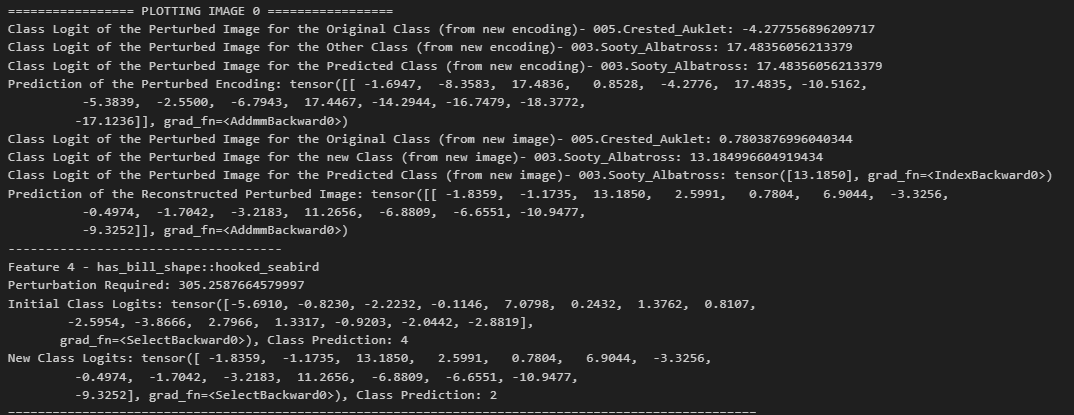 ================= PLOTTING IMAGE 0 =================
Class Logit of the Perturbed Image for the Original Class (from new encoding)- 005.Crested_Auklet: -4.277556896209717
Class Logit of the Perturbed Image for the Other Class (from new encoding)- 003.Sooty_Albatross: 17.48356056213379
Class Logit of the Perturbed Image for the Predicted Class (from new encoding)- 003.Sooty_Albatross: 17.48356056213379
Prediction of the Perturbed Encoding: tensor([[ -1.6947,  -8.3583,  17.4836,   0.8528,  -4.2776,  17.4835, -10.5162,
          -5.3839,  -2.5500,  -6.7943,  17.4467, -14.2944, -16.7479, -18.3772,
         -17.1236]], grad_fn=<AddmmBackward0>)
Class Logit of the Perturbed Image for the Original Class (from new image)- 005.Crested_Auklet: 0.7803876996040344
Class Logit of the Perturbed Image for the new Class (from new image)- 003.Sooty_Albatross: 13.184996604919434
Class Logit of the Perturbed Image for the Predicted Class (from new image)- 003.Sooty_Albatross: tensor([13.1850], grad_fn=<IndexBackward0>)
Prediction of the Reconstructed Perturbed Image: tensor([[ -1.8359,  -1.1735,  13.1850,   2.5991,   0.7804,   6.9044,  -3.3256,
          -0.4974,  -1.7042,  -3.2183,  11.2656,  -6.8809,  -6.6551, -10.9477,
          -9.3252]], grad_fn=<AddmmBackward0>)
-------------------------------------
Feature 4 - has_bill_shape::hooked_seabird
Perturbation Required: 305.2587664579997
Initial Class Logits: tensor([-5.6910, -0.8230, -2.2232, -0.1146,  7.0798,  0.2432,  1.3762,  0.8107,
        -2.5954, -3.8666,  2.7966,  1.3317, -0.9203, -2.0442, -2.8819],
       grad_fn=<SelectBackward0>), Class Prediction: 4
New Class Logits: tensor([ -1.8359,  -1.1735,  13.1850,   2.5991,   0.7804,   6.9044,  -3.3256,
         -0.4974,  -1.7042,  -3.2183,  11.2656,  -6.8809,  -6.6551, -10.9477,
         -9.3252], grad_fn=<SelectBackward0>), Class Prediction: 2
-----------------------------------------------------------------------------------------------------